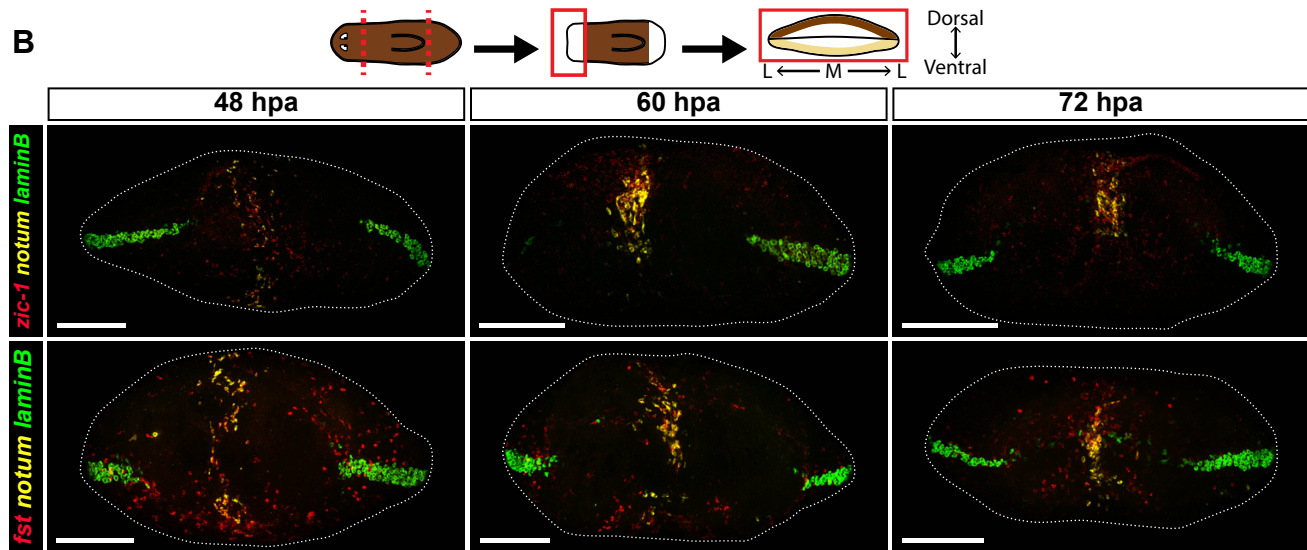 B
Dorsal
Ventral
L M L
48 hpa
60 hpa
72 hpa
zic-1 notum laminB
fst notum laminB